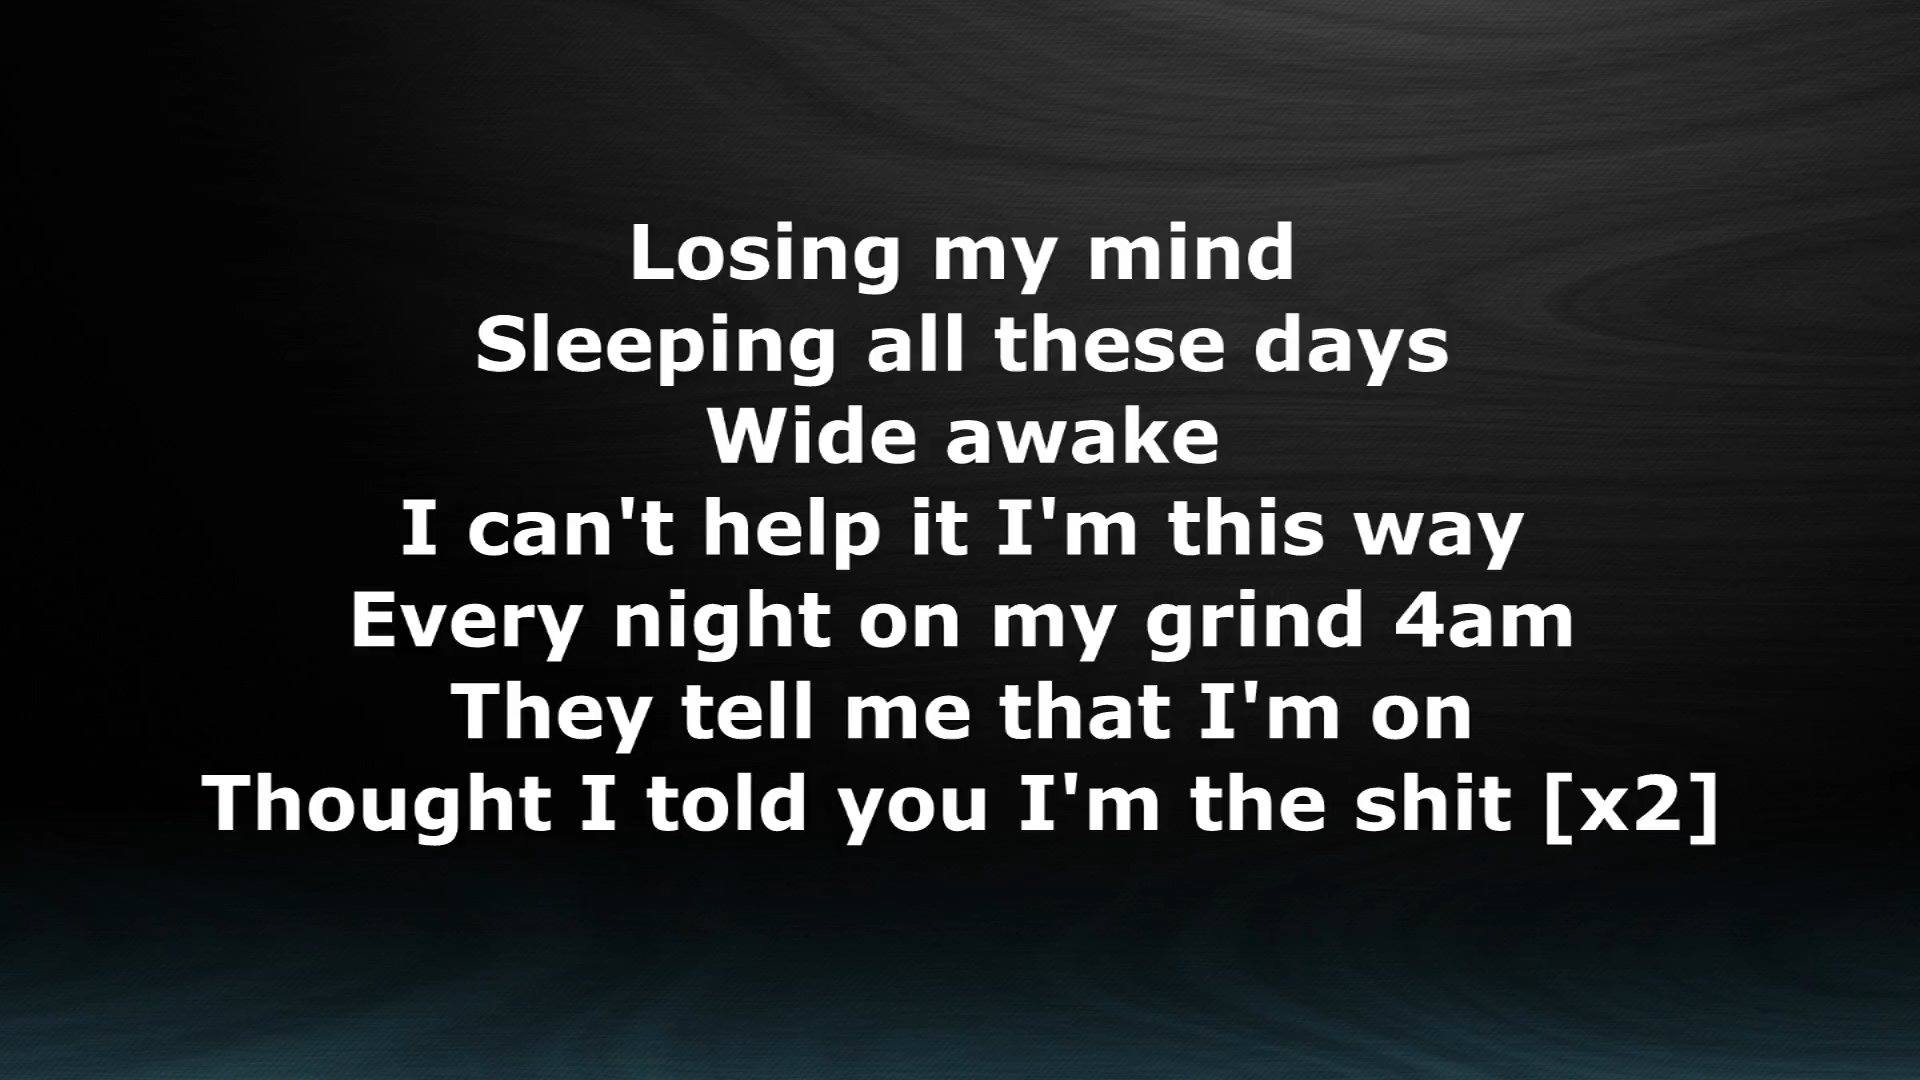 Losing my mind
Sleeping all these days
Wide awake
I can't help it I'm this way
Every night on my grind 4am
They tell me that I'm on
Thought I told you I'm the shit [x2]